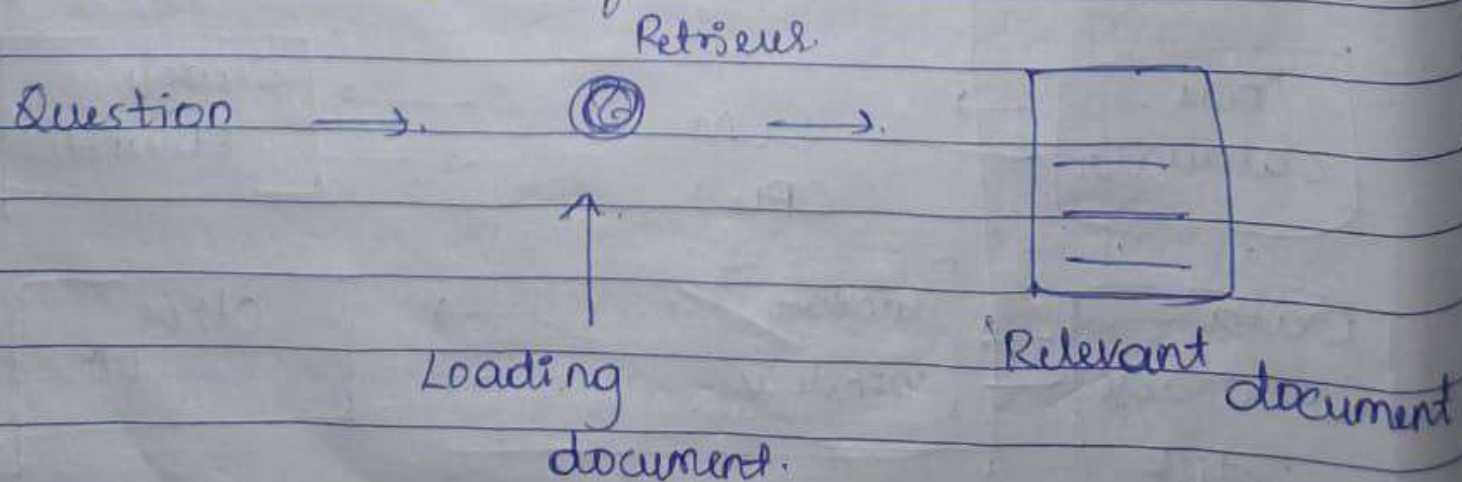 Retrieus
Question → →
Loading
document.
Relevant
document